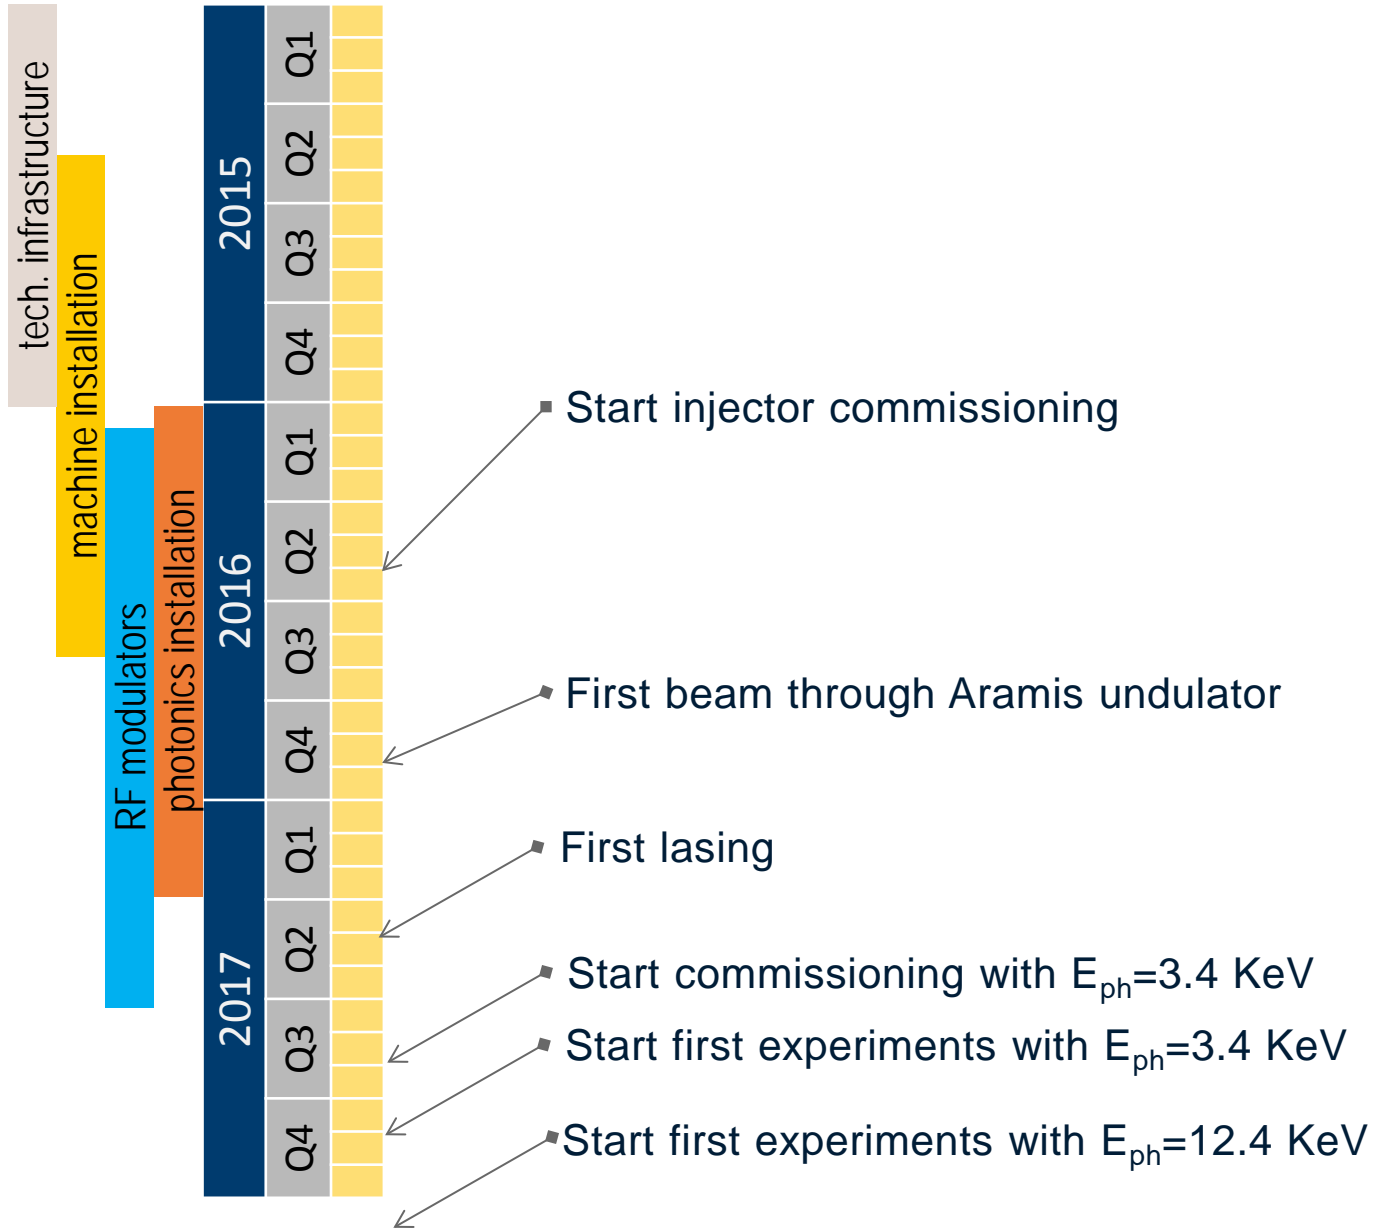 tech. infrastructure
machine installation
RF modulators
photonics installation
2015
Q1
Q2
Q3
Q4
2016
Q1
Q2
Q3
Q4
2017
Q1
Q2
Q3
Q4
Start injector commissioning
First beam through Aramis undulator
First lasing
Start commissioning with Eph=3.4 KeV
Start first experiments with Eph=3.4 KeV
Start first experiments with Eph=12.4 KeV